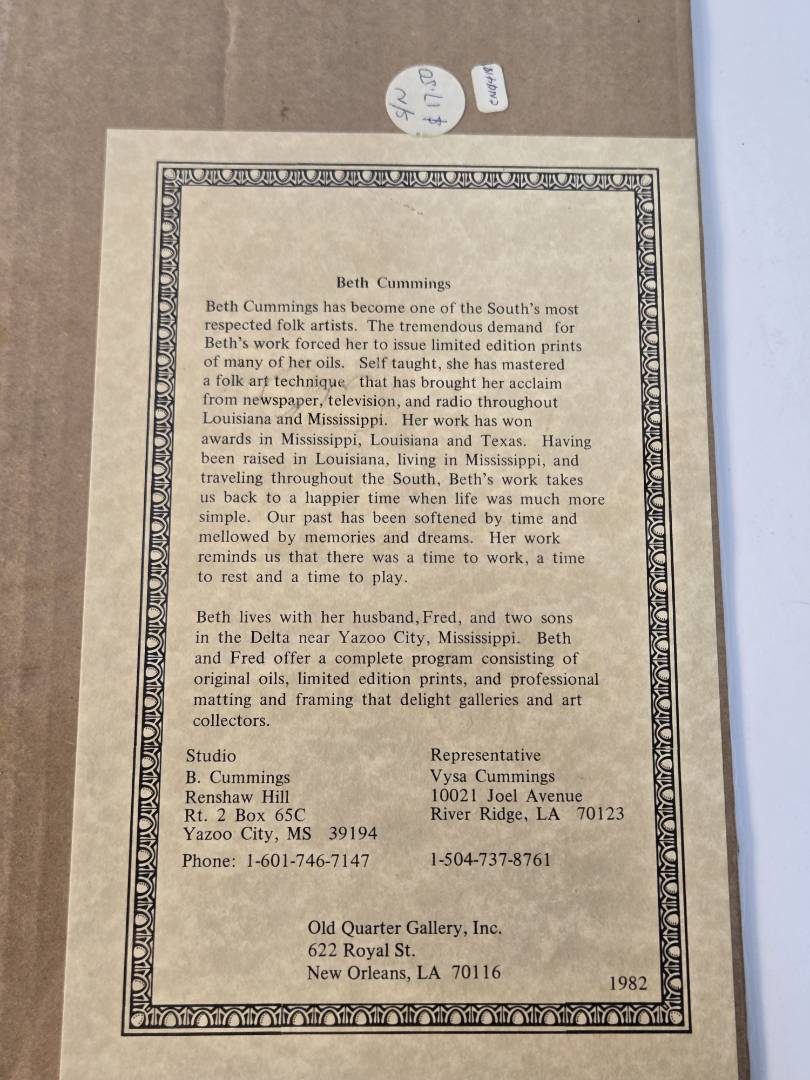 S/N
$ 17.50
Beth Cummings
Beth Cummings has become one of the South's most
respected folk artists. The tremendous demand for
Beth's work forced her to issue limited edition prints
of many of her oils. Self taught, she has mastered
a folk art technique that has brought her acclaim
from newspaper, television, and radio throughout
Louisiana and Mississippi. Her work has won
awards in Mississippi, Louisiana and Texas. Having
been raised in Louisiana, living in Mississippi, and
traveling throughout the South, Beth's work takes
us back to a happier time when life was much more
simple. Our past has been softened by time and
mellowed by memories and dreams. Her work
reminds us that there was a time to work, a time
to rest and a time to play.
Beth lives with her husband, Fred, and two sons
in the Delta near Yazoo City, Mississippi. Beth
and Fred offer a complete program consisting of
original oils, limited edition prints, and professional
matting and framing that delight galleries and art
collectors.
Studio
B. Cummings
Renshaw Hill
Rt. 2 Box 65C
Yazoo City, MS 39194
Phone: 1-601-746-7147
Representative
Vysa Cummings
10021 Joel Avenue
River Ridge, LA 70123
1-504-737-8761
Old Quarter Gallery, Inc.
622 Royal St.
New Orleans, LA 70116
1982